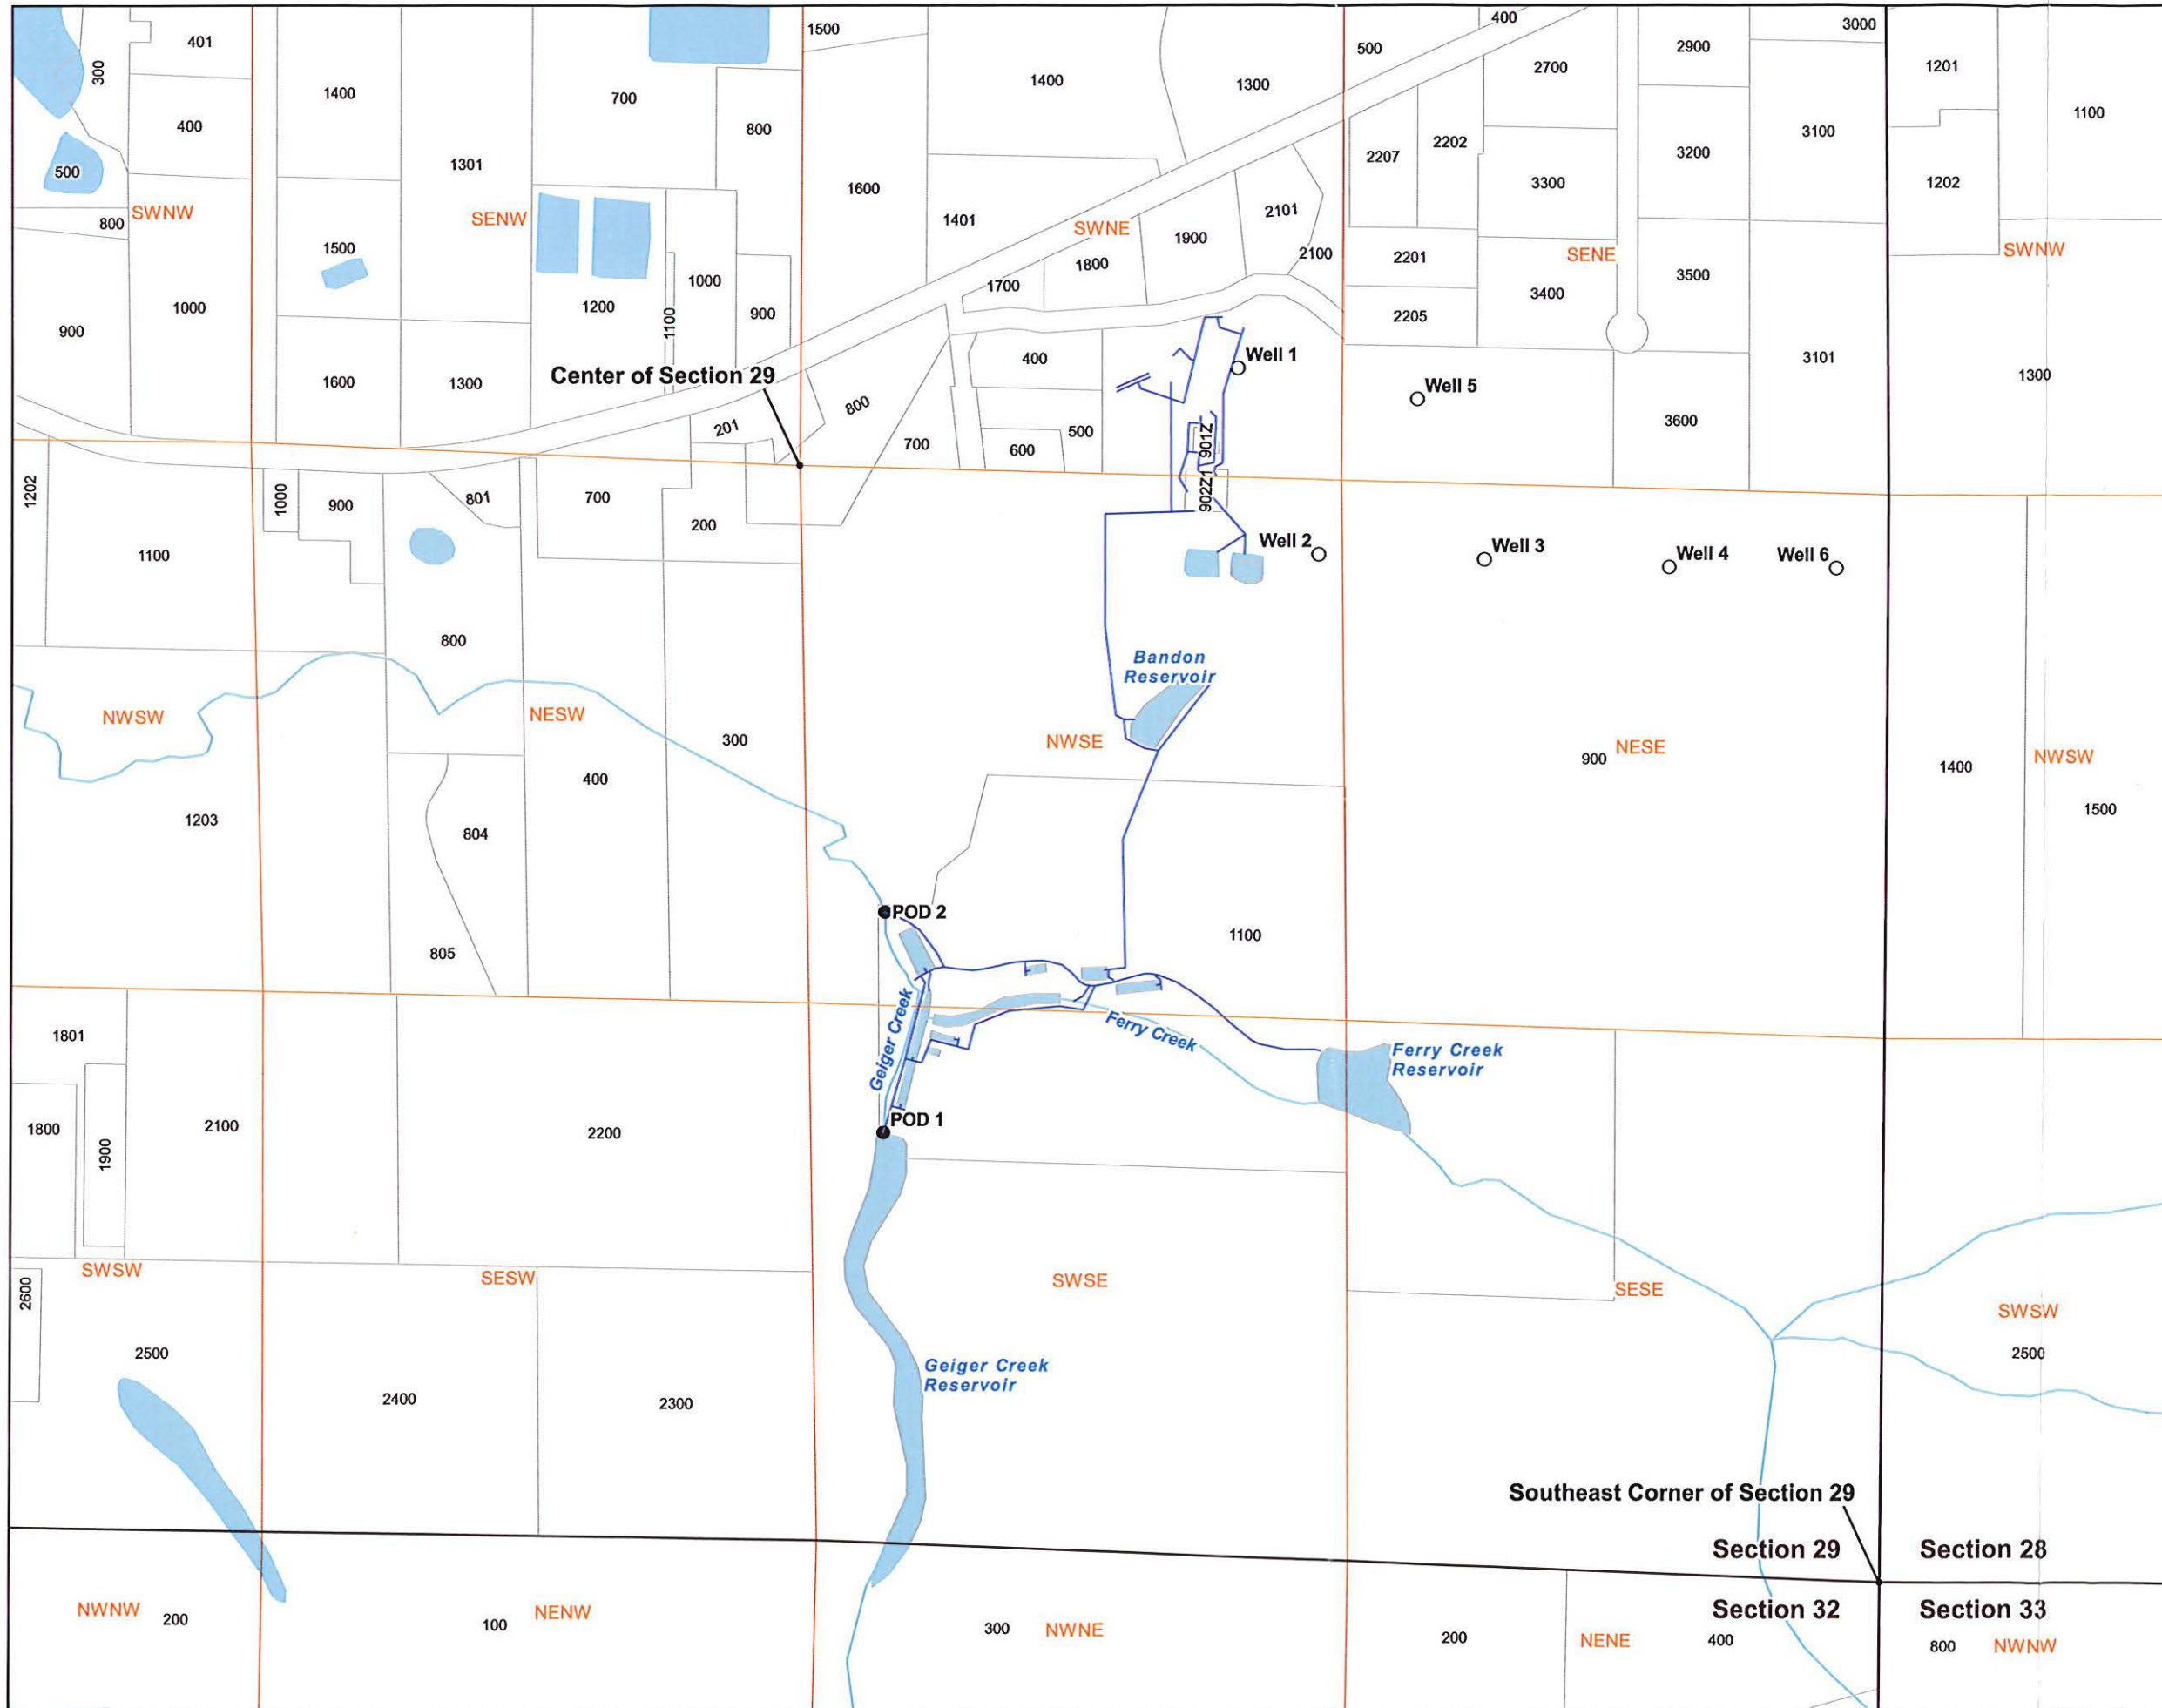 1500
400
3000
401
500
2900
1201
300
2700
1400
700
1400
1300
1100
400
800
2202
3100
1301
2207
3200
500
1600
3300
1202
SWNW
SENW
1401
SWNE
1900
2101
800
1500
2100
SENE
SWNW
1800
2201
3500
1000
1000
1700
3400
1200
1100
900
2205
900
400
Well 1
3101
1600
1300
Center of Section 29
Well 5
1300
800
201
700
600
500
901Z
3600
1202
1000
900
801
700
200
902Z1
Well 2
Well 3
Well 4
Well 6
1100
800
Bandon
Reservoir
NWSW
NESW
300
NWSE
900
NESE
1400
NWSW
400
1500
1203
804
POD 2
1100
805
1801
Geiger Creek
Ferry Creek
Ferry Creek
Reservoir
1800
1900
2100
2200
POD 1
SWSW
SESW
SWSE
SESE
2600
SWSW
2500
2500
Geiger Creek
Reservoir
2400
2300
Southeast Corner of Section 29
Section 29
Section 28
NWNW
200
100
NENW
300
NWNE
200
NENE
400
Section 32
Section 33
800
NWNW